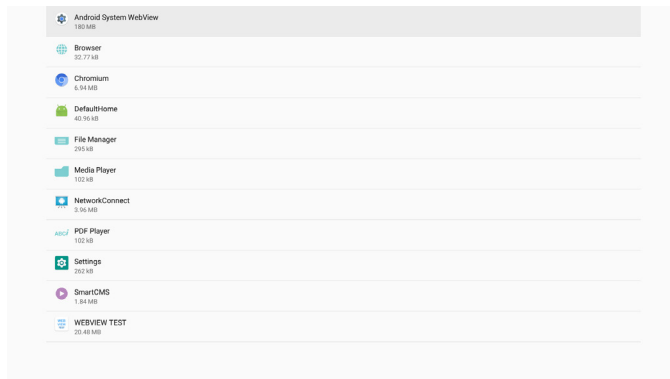 Android System WebView
180 MB
Browser
32.77 kB
Chromium
6.94 MB
DefaultHome
40.96 kB
File Manager
295 kB
Media Player
102 kB
NetworkConnect
3.96 MB
PDF Player
102 kB
Settings
262 kB
SmartCMS
1.84 MB
WEBVIEW TEST
20.48 MB